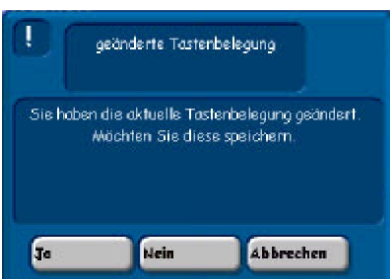 !
geänderte Tastenbelegung
Sie haben die aktuelle Tastenbelegung geändert.
Möchten Sie diese speichern.
Ja
Nein
Abbrechen